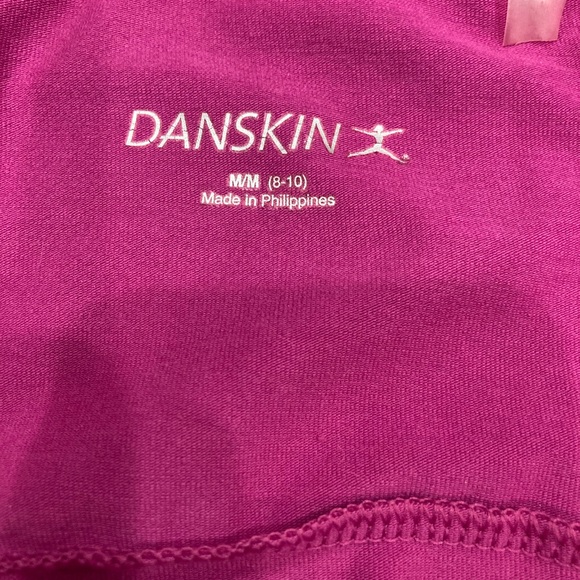 DANSKIN
M/M (8-10)
Made in Philippines